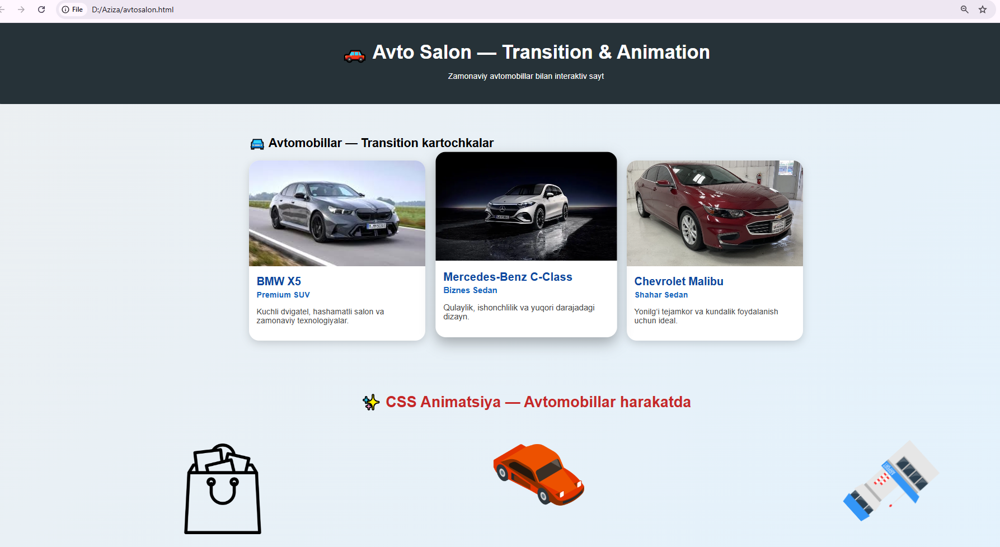 File
D:/Aziza/avtosalon.html
Avto Salon — Transition & Animation
Zamonaviy avtomobillar bilan interaktiv sayt
Avtomobillar — Transition kartochkalar
BMW X5
Premium SUV
Kuchli dvigatel, hashamatli salon va
zamonaviy texnologiyalar.
Mercedes-Benz C-Class
Biznes Sedan
Qulaylik, ishonchlilik va yuqori darajadagi
dizayn.
Chevrolet Malibu
Shahar Sedan
Yonilg‘i tejamkor va kundalik foydalanish
uchun ideal.
CSS Animatsiya — Avtomobillar harakatda